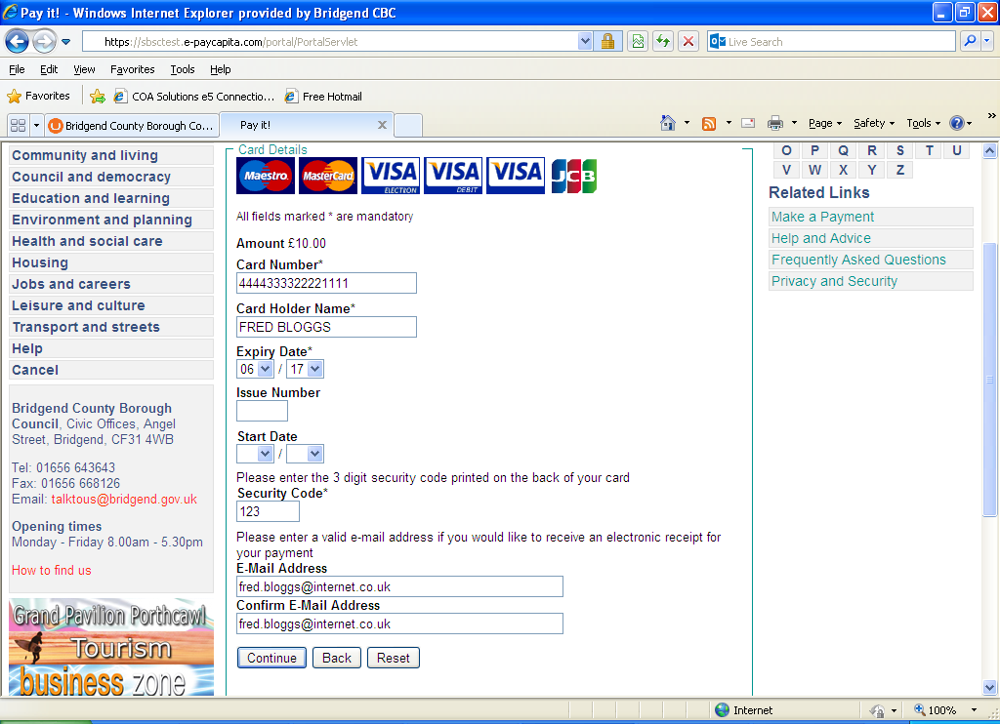 Pay it! - Windows Internet Explorer provided by Bridgend CBC
https://sbsctest.e-paycapita.com/portal/PortalServlet
Live Search
File Edit View Favorites Tools Help
Favorites COA Solutions e5 Connectio... Free Hotmail
Bridgend County Borough Co... Pay it! Page Safety Tools
Community and living
Council and democracy
Education and learning
Environment and planning
Health and social care
Housing
Jobs and careers
Leisure and culture
Transport and streets
Help
Cancel
Bridgend County Borough
Council, Civic Offices, Angel
Street, Bridgend, CF31 4WB
Tel: 01656 643643
Fax: 01656 668126
Email: talktous@bridgend.gov.uk
Opening times
Monday - Friday 8.00am - 5.30pm
How to find us
Grand Pavilion Porthcawl
Tourism
business zone
Card Details
Maestro MasterCard VISA ELECTRON VISA DEBIT VISA JCB
All fields marked * are mandatory
Amount £10.00
Card Number*
4444333322221111
Card Holder Name*
FRED BLOGGS
Expiry Date*
06 / 17
Issue Number
Start Date
/
Please enter the 3 digit security code printed on the back of your card
Security Code*
123
Please enter a valid e-mail address if you would like to receive an electronic receipt for
your payment
E-Mail Address
fred.bloggs@internet.co.uk
Confirm E-Mail Address
fred.bloggs@internet.co.uk
Continue Back Reset
O P Q R S T U
V W X Y Z
Related Links
Make a Payment
Help and Advice
Frequently Asked Questions
Privacy and Security
Internet 100%